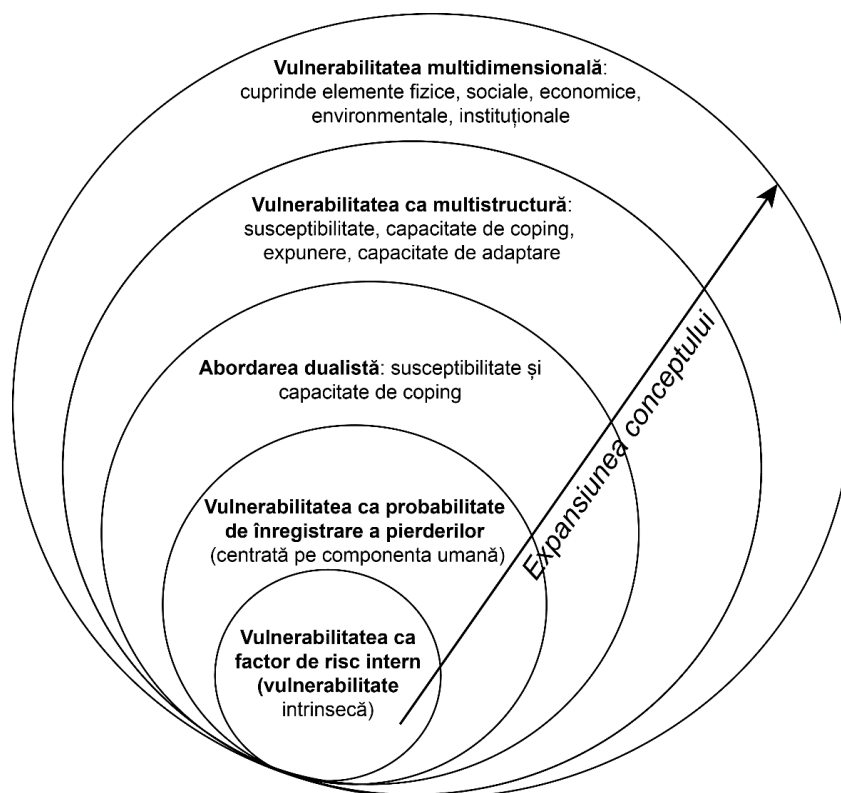 Vulnerabilitatea multidimensională:
cuprinde elemente fizice, sociale, economice,
environmentale, instituționale
Vulnerabilitatea ca multistructură:
susceptibilitate, capacitate de coping,
expunere, capacitate de adaptare
Abordarea dualistă: susceptibilitate și
capacitate de coping
Vulnerabilitatea ca probabilitate
de înregistrare a pierderilor
(centrată pe componenta umană)
Vulnerabilitatea ca
factor de risc intern
(vulnerabilitate
intrinsecă)
Expansiunea conceptului